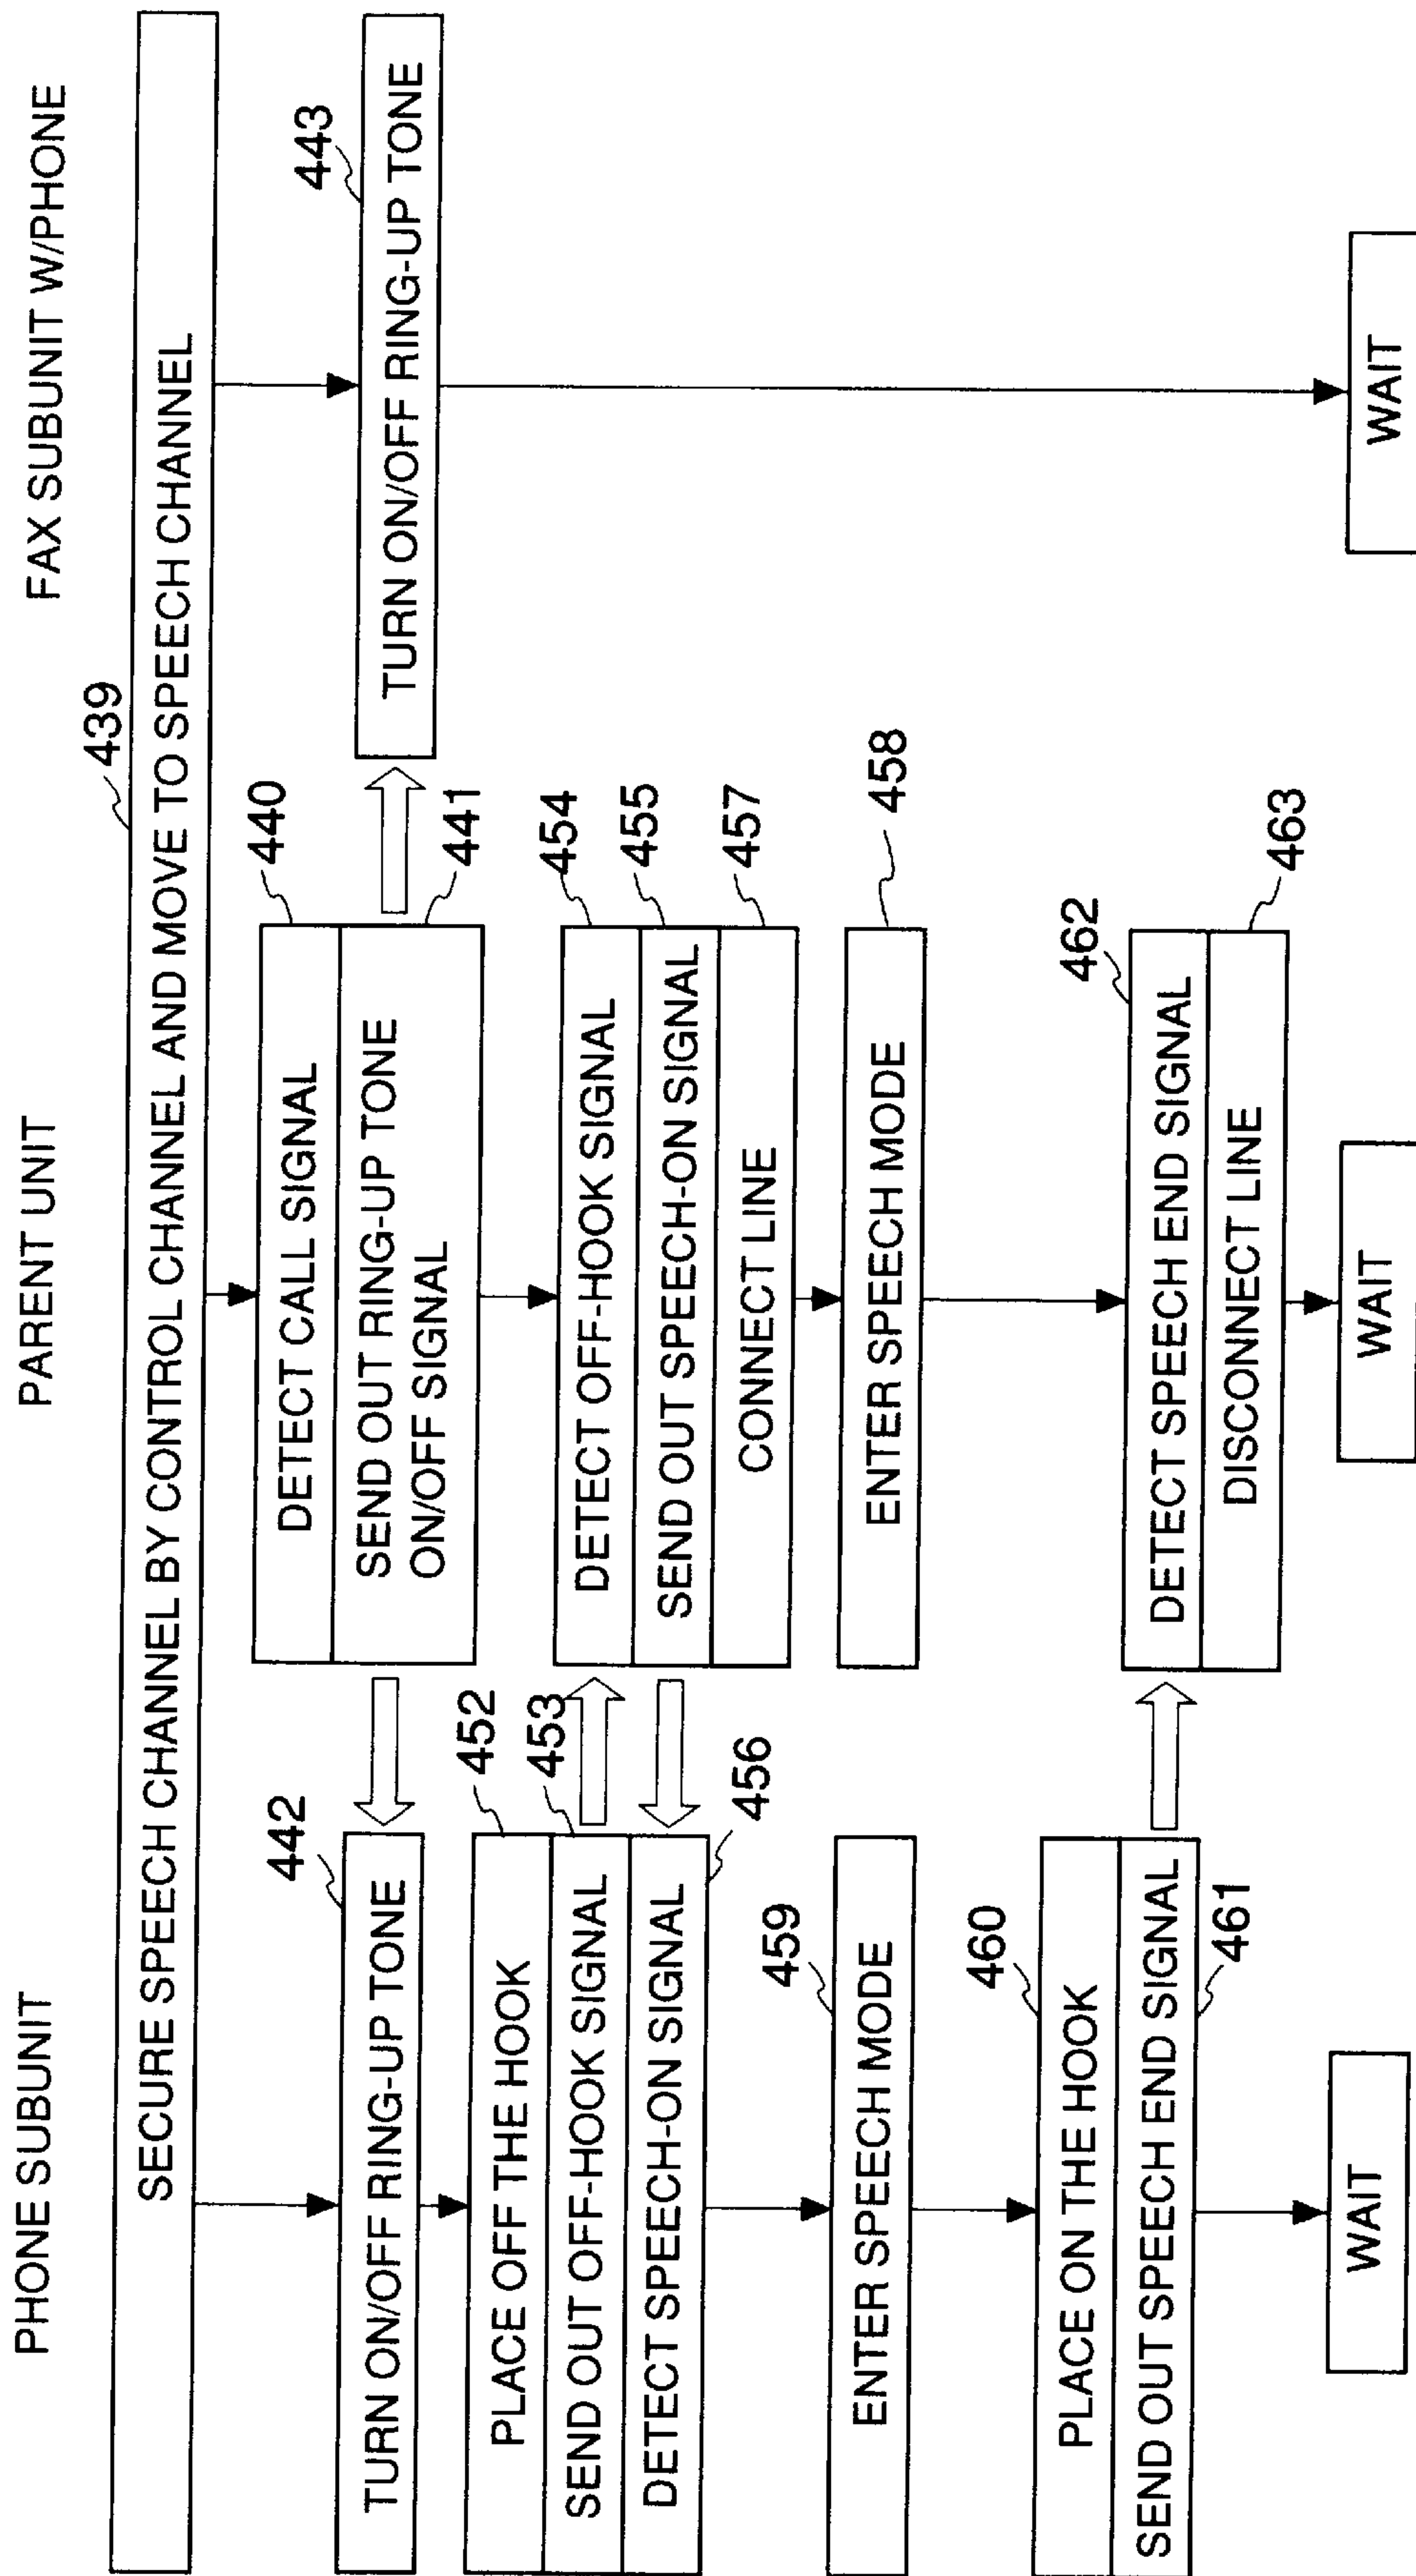 PHONE SUBUNIT
PARENT UNIT
FAX SUBUNIT W/PHONE
439
SECURE SPEECH CHANNEL BY CONTROL CHANNEL AND MOVE TO SPEECH CHANNEL
440
DETECT CALL SIGNAL
442
TURN ON/OFF RING-UP TONE
SEND OUT RING-UP TONE
ON/OFF SIGNAL
441
443
TURN ON/OFF RING-UP TONE
452
PLACE OFF THE HOOK
453
SEND OUT OFF-HOOK SIGNAL
DETECT SPEECH-ON SIGNAL
456
454
DETECT OFF-HOOK SIGNAL
455
SEND OUT SPEECH-ON SIGNAL
457
CONNECT LINE
459
ENTER SPEECH MODE
458
ENTER SPEECH MODE
460
PLACE ON THE HOOK
SEND OUT SPEECH END SIGNAL
461
462
DETECT SPEECH END SIGNAL
463
DISCONNECT LINE
WAIT
WAIT
WAIT